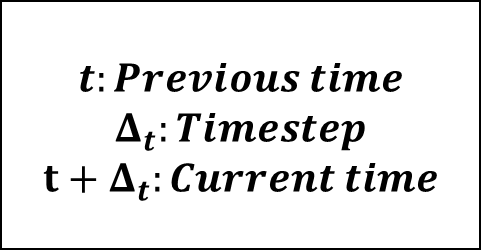 t: Previous time
Δₜ: Timestep
t + Δₜ: Current time